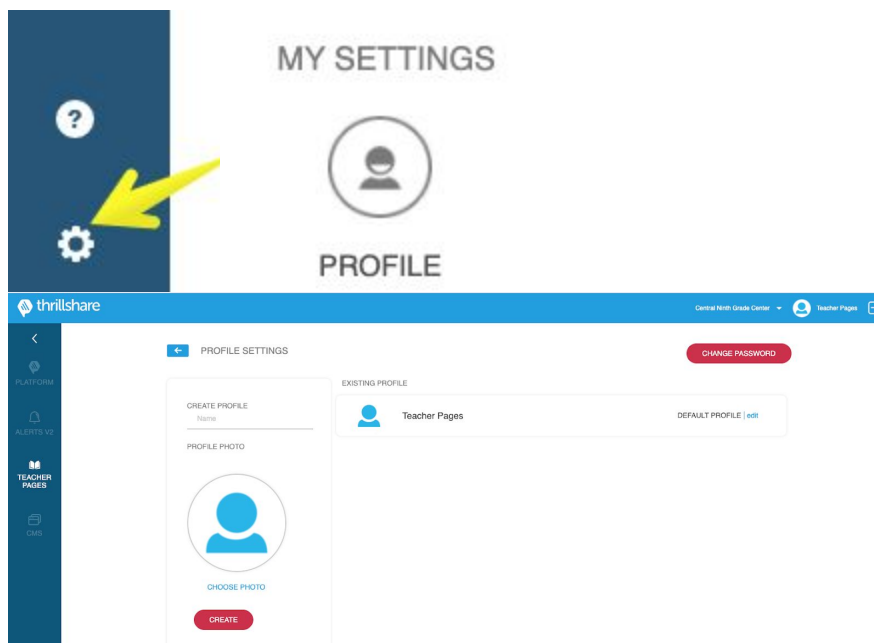 MY SETTINGS
?
PROFILE
thrillshare
Central Ninth Grade Center
Teacher Pages
PROFILE SETTINGS
CHANGE PASSWORD
PLATFORM
EXISTING PROFILE
CREATE PROFILE
Name
Teacher Pages
DEFAULT PROFILE | edit
ALERTS V2
PROFILE PHOTO
TEACHER
PAGES
CMS
CHOOSE PHOTO
CREATE